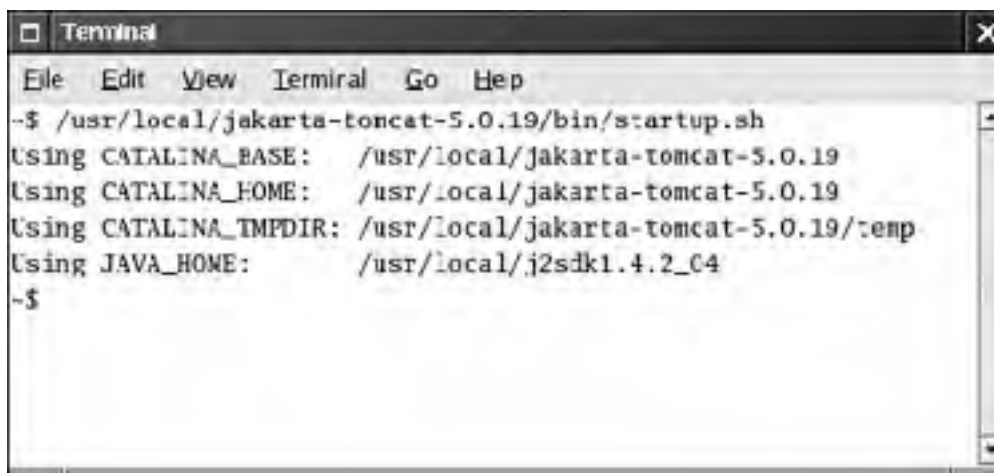 Terminal
File Edit View Terminal Go Help
~$ /usr/local/jakarta-tomcat-5.0.19/bin/startup.sh
Using CATALINA_BASE:   /usr/local/jakarta-tomcat-5.0.19
Using CATALINA_HOME:   /usr/local/jakarta-tomcat-5.0.19
Using CATALINA_TMPDIR: /usr/local/jakarta-tomcat-5.0.19/temp
Using JAVA_HOME:       /usr/local/j2sdk1.4.2_04
~$